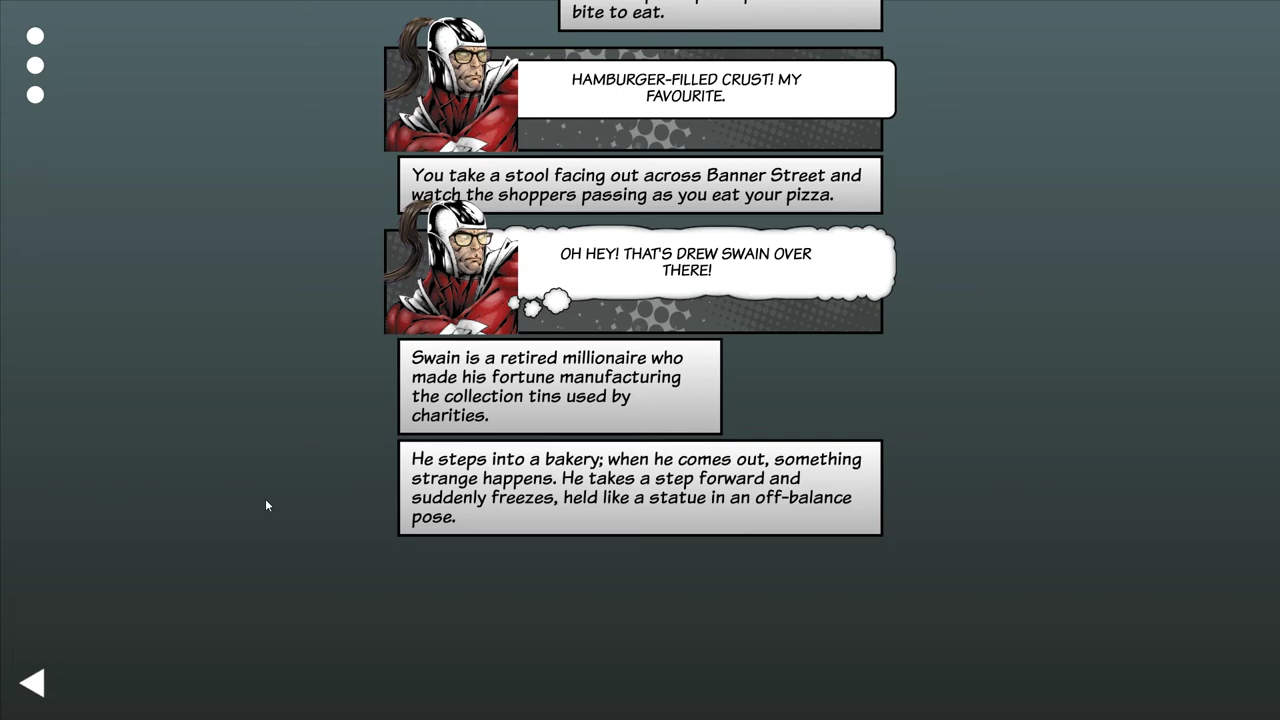 bite to eat.
HAMBURGER-FILLED CRUST! MY
FAVOURITE.
You take a stool facing out across Banner Street and
watch the shoppers passing as you eat your pizza.
OH HEY! THAT'S DREW SWAIN OVER
THERE!
Swain is a retired millionaire who
made his fortune manufacturing
the collection tins used by
charities.
He steps into a bakery; when he comes out, something
strange happens. He takes a step forward and
suddenly freezes, held like a statue in an off-balance
pose.